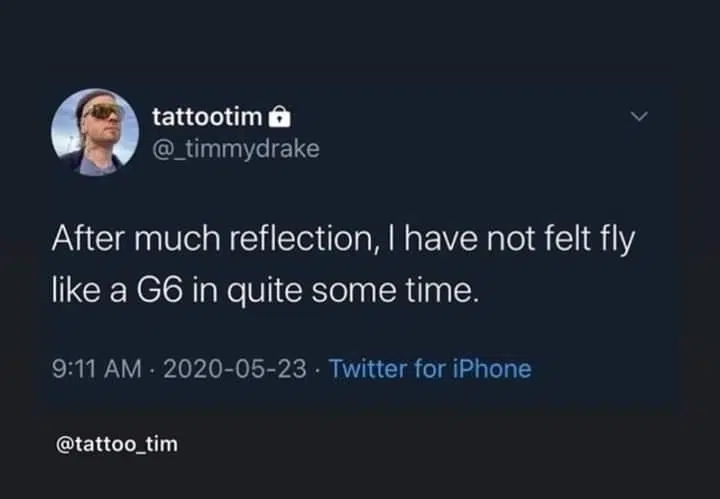 tattootim
@_timmydrake
After much reflection, I have not felt fly
like a G6 in quite some time.
9:11 AM · 2020-05-23 · Twitter for iPhone
@tattoo_tim